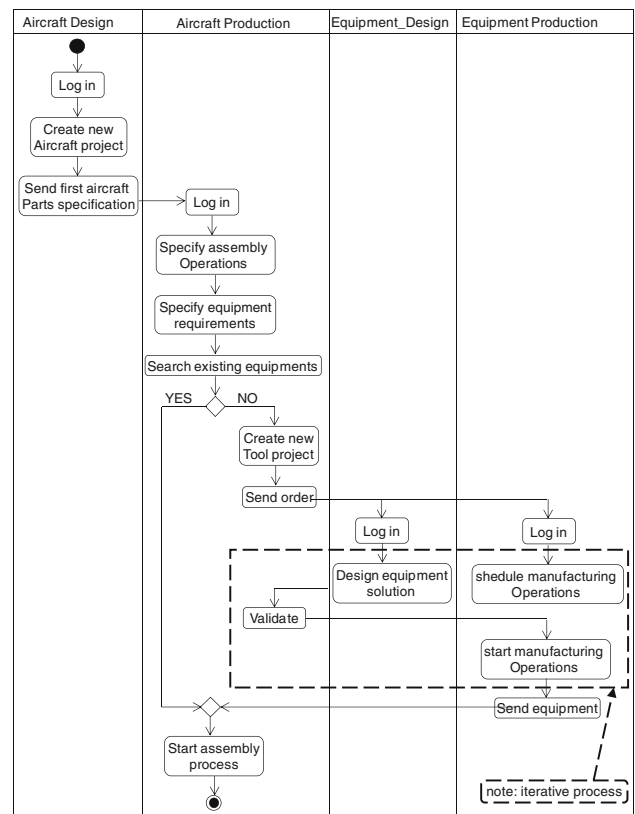 Aircraft Design
Aircraft Production
Equipment_Design
Equipment Production
Log in
Create new
Aircraft project
Send first aircraft
Parts specification
Log in
Specify assembly
Operations
Specify equipment
requirements
Search existing equipments
YES
NO
Create new
Tool project
Send order
Log in
Log in
Design equipment
solution
shedule manufacturing
Operations
Validate
start manufacturing
Operations
Send equipment
Start assembly
process
note: iterative process